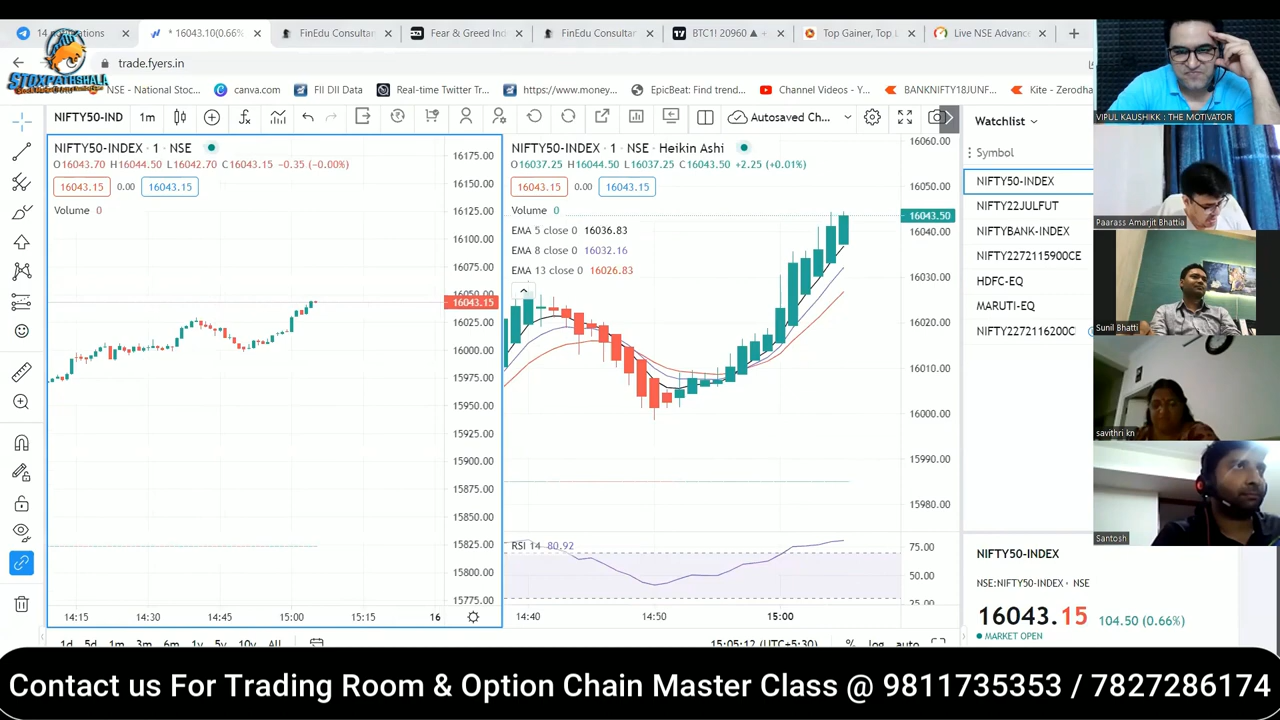 14 notifications
* 16043.10(0.66%
FinEdu Consultan
Fear & Greed Ind
FinEdu Consultan
BTC1! 20960 ▲ +
Top Gainer, Top L
Live NSE Advance
STOXPATHSHALA
trade.fyers.in
NSE - National Stoc...
canva.com
FII DII Data
real-time Twitter Tr...
https://www.money...
EpicBeat: Find trend...
Channel Videos - Y...
BANKNIFTY18JUNF...
Kite - Zerodha
NIFTY50-IND
1m
Autosaved Ch...
NIFTY50-INDEX • 1 NSE
O16043.70 H16044.50 L16042.70 C16043.15 −0.35 (−0.00%)
16043.15 0.00 16043.15
Volume 0
16175.00
16150.00
16125.00
16100.00
16075.00
16050.00
16043.15
16025.00
16000.00
15975.00
15950.00
15925.00
15900.00
15875.00
15850.00
15825.00
15800.00
15775.00
14:15 14:30 14:45 15:00 15:15 16
NIFTY50-INDEX • 1 • NSE • Heikin Ashi
O16037.25 H16044.50 L16037.25 C16043.50 +2.25 (+0.01%)
16043.15 0.00 16043.15
Volume 0
EMA 5 close 0 16036.83
EMA 8 close 0 16032.16
EMA 13 close 0 16026.83
16060.00
16050.00
16043.50
16040.00
16030.00
16020.00
16010.00
16000.00
15990.00
15980.00
RSI 14 80.92
75.00
50.00
25.00
14:40 14:50 15:00
1d 5d 1m 3m 6m 1y 5y 10y All
15:05:12 (UTC+5:30)
% log auto
Watchlist
Symbol
NIFTY50-INDEX
NIFTY22JULFUT
NIFTYBANK-INDEX
NIFTY2272115900CE
HDFC-EQ
MARUTI-EQ
NIFTY2272116200C
NIFTY50-INDEX
NSE:NIFTY50-INDEX • NSE
16043.15 104.50 (0.66%)
MARKET OPEN
VIPUL KAUSHIKK : THE MOTIVATOR
Paarass Amarjit Bhattia
Sunil Bhatti
savithri kn
Santosh
Contact us For Trading Room & Option Chain Master Class @ 9811735353 / 7827286174